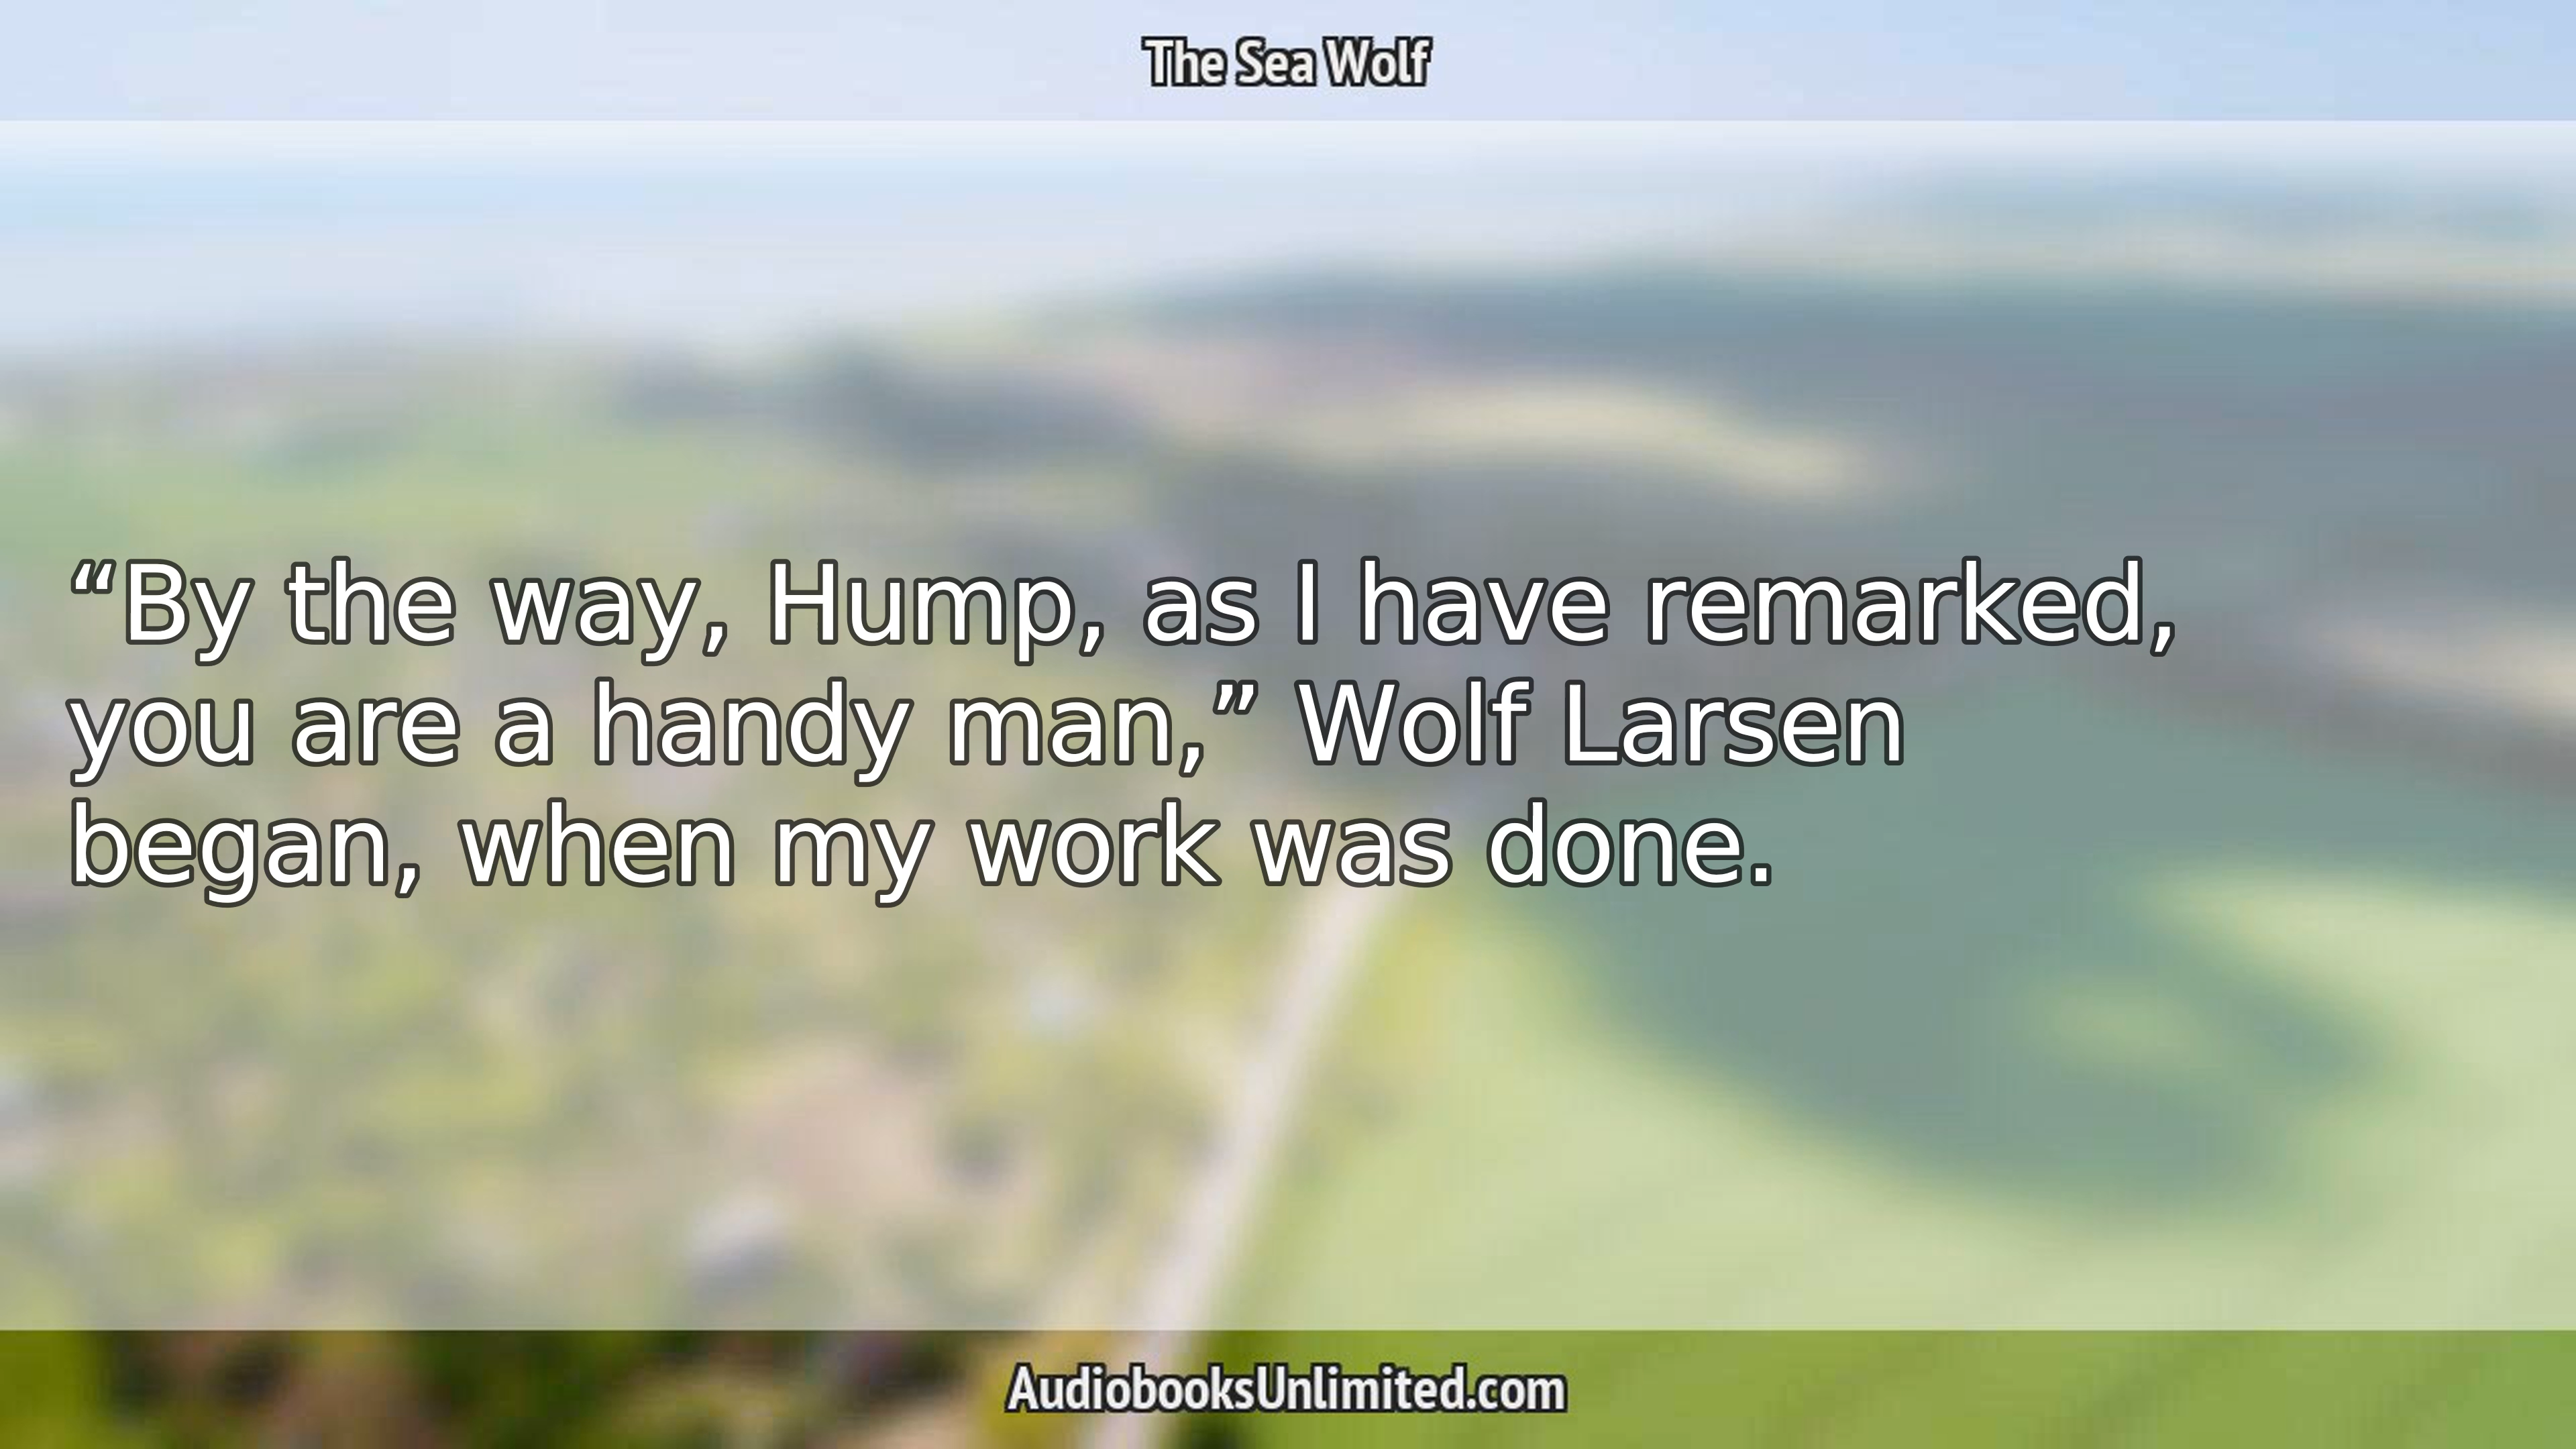 The Sea Wolf
“By the way, Hump, as I have remarked,
you are a handy man,” Wolf Larsen
began, when my work was done.
AudiobooksUnlimited.com